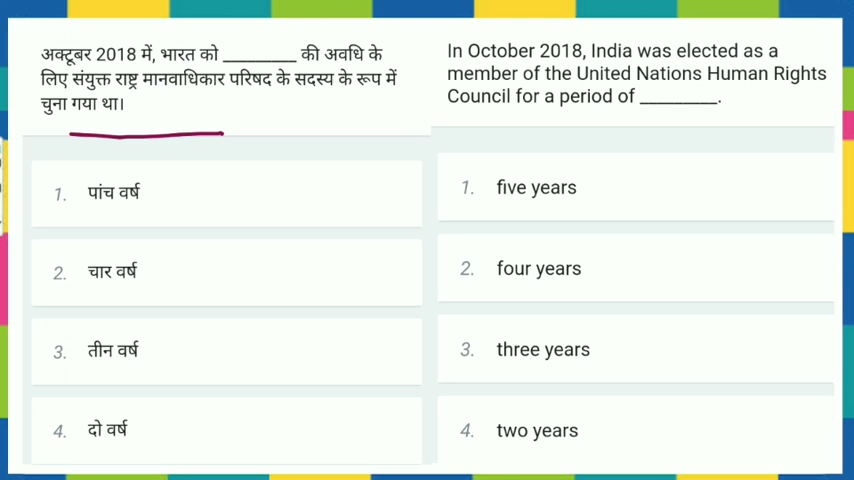 अक्टूबर 2018 में, भारत को _________ की अवधि के
लिए संयुक्त राष्ट्र मानवाधिकार परिषद के सदस्य के रूप में
चुना गया था।
1. पांच वर्ष
2. चार वर्ष
3. तीन वर्ष
4. दो वर्ष
In October 2018, India was elected as a
member of the United Nations Human Rights
Council for a period of _________.
1. five years
2. four years
3. three years
4. two years